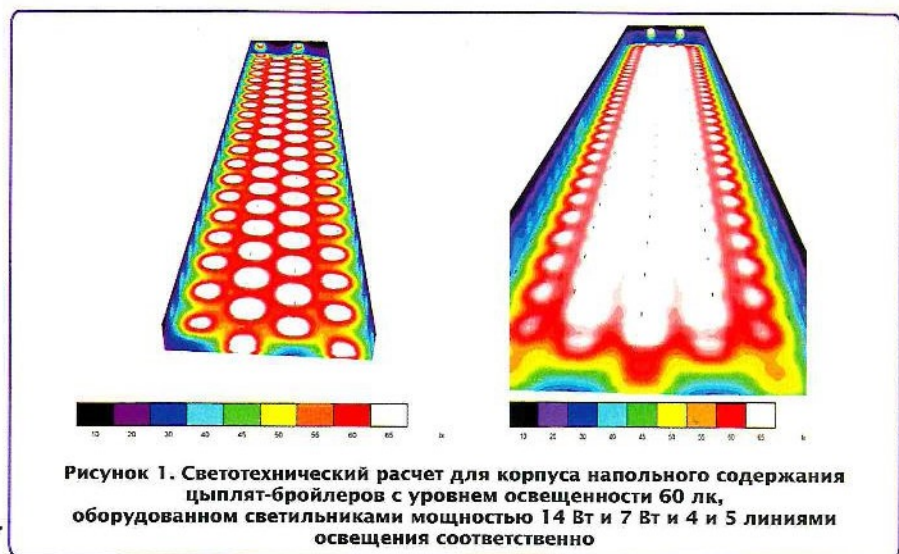 10 20 30 40 45 50 55 60 65 lx
10 20 30 40 45 50 55 60 65 lx
Рисунок 1. Светотехнический расчет для корпуса напольного содержания
цыплят-бройлеров с уровнем освещенности 60 лк,
оборудованном светильниками мощностью 14 Вт и 7 Вт и 4 и 5 линиями
освещения соответственно